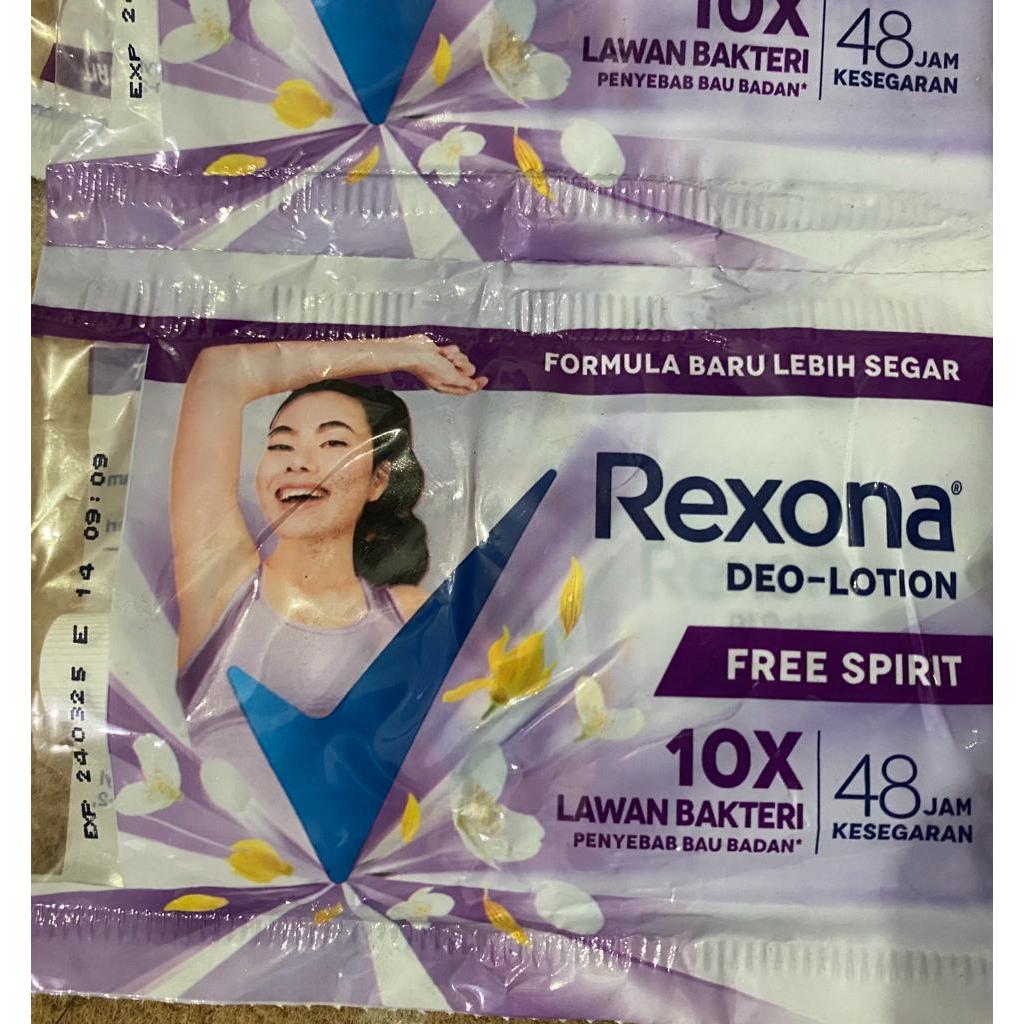 EXP 2
10X
LAWAN BAKTERI
PENYEBAB BAU BADAN*
48 JAM
KESEGARAN
FORMULA BARU LEBIH SEGAR
Rexona®
DEO-LOTION
FREE SPIRIT
10X
LAWAN BAKTERI
PENYEBAB BAU BADAN*
48 JAM
KESEGARAN
EXP 240325 E 14 09:09